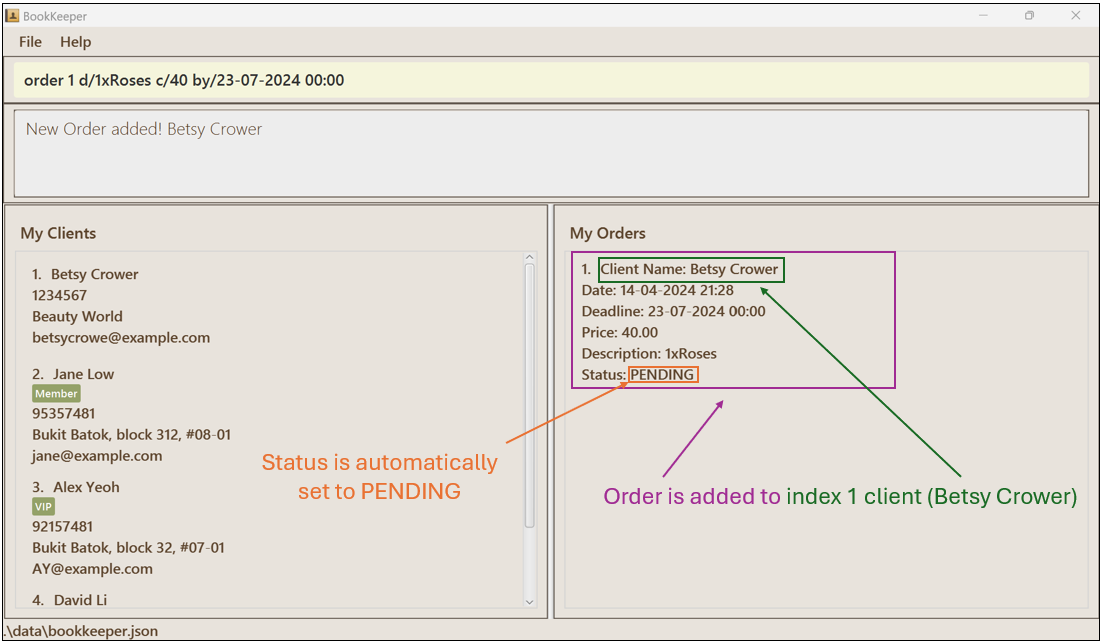 BookKeeper
File Help
order 1 d/1xRoses c/40 by/23-07-2024 00:00
New Order added! Betsy Crower
My Clients
1. Betsy Crower
1234567
Beauty World
betsycrowe@example.com
2. Jane Low
Member
95357481
Bukit Batok, block 312, #08-01
jane@example.com
3. Alex Yeoh
VIP
92157481
Bukit Batok, block 32, #07-01
AY@example.com
4. David Li
My Orders
1. Client Name: Betsy Crower
Date: 14-04-2024 21:28
Deadline: 23-07-2024 00:00
Price: 40.00
Description: 1xRoses
Status: PENDING
Status is automatically
set to PENDING
Order is added to index 1 client (Betsy Crower)
.\data\bookkeeper.json